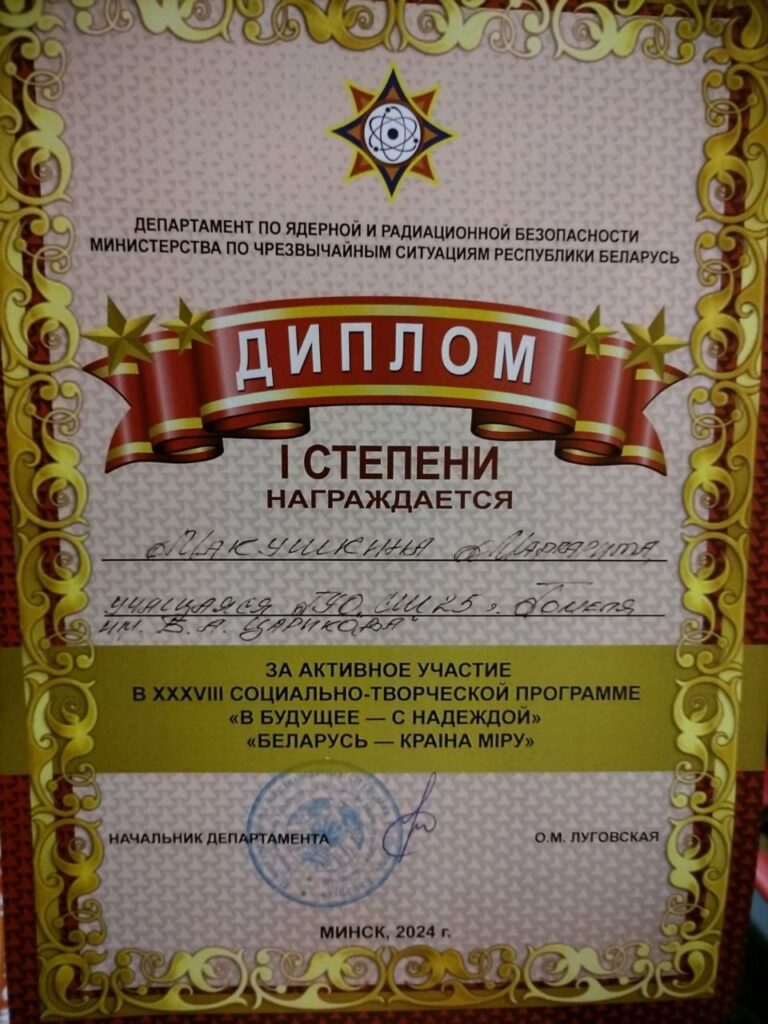 ДЕПАРТАМЕНТ ПО ЯДЕРНОЙ И РАДИАЦИОННОЙ БЕЗОПАСНОСТИ
МИНИСТЕРСТВА ПО ЧРЕЗВЫЧАЙНЫМ СИТУАЦИЯМ РЕСПУБЛИКИ БЕЛАРУСЬ
ДИПЛОМ
I СТЕПЕНИ
НАГРАЖДАЕТСЯ
Макушкина Маргарита,
учащаяся ГУО, СШ 25 г. Гомеля
им. В. А. Царикова"
ЗА АКТИВНОЕ УЧАСТИЕ
В XXXVIII СОЦИАЛЬНО-ТВОРЧЕСКОЙ ПРОГРАММЕ
«В БУДУЩЕЕ — С НАДЕЖДОЙ»
«БЕЛАРУСЬ — КРАІНА МІРУ»
НАЧАЛЬНИК ДЕПАРТАМЕНТА
О.М. ЛУГОВСКАЯ
МИНСК, 2024 г.